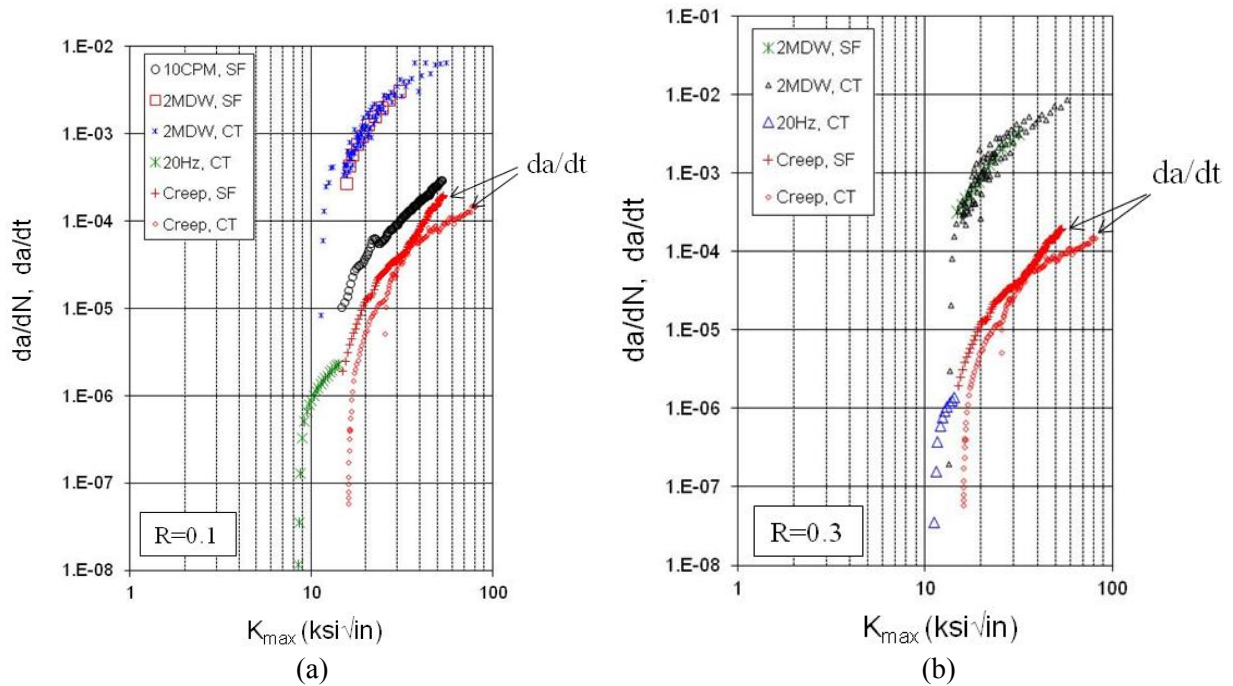 1.E-02
1.E-03
1.E-04
1.E-05
1.E-06
1.E-07
1.E-08
da/dN, da/dt
10CPM, SF
2MDW, SF
2MDW, CT
20Hz, CT
Creep, SF
Creep, CT
da/dt
R=0.1
1
10
100
Kmax (ksi√in)
(a)
1.E-01
1.E-02
1.E-03
1.E-04
1.E-05
1.E-06
1.E-07
1.E-08
da/dN, da/dt
2MDW, SF
2MDW, CT
20Hz, CT
Creep, SF
Creep, CT
da/dt
R=0.3
1
10
100
Kmax (ksi√in)
(b)